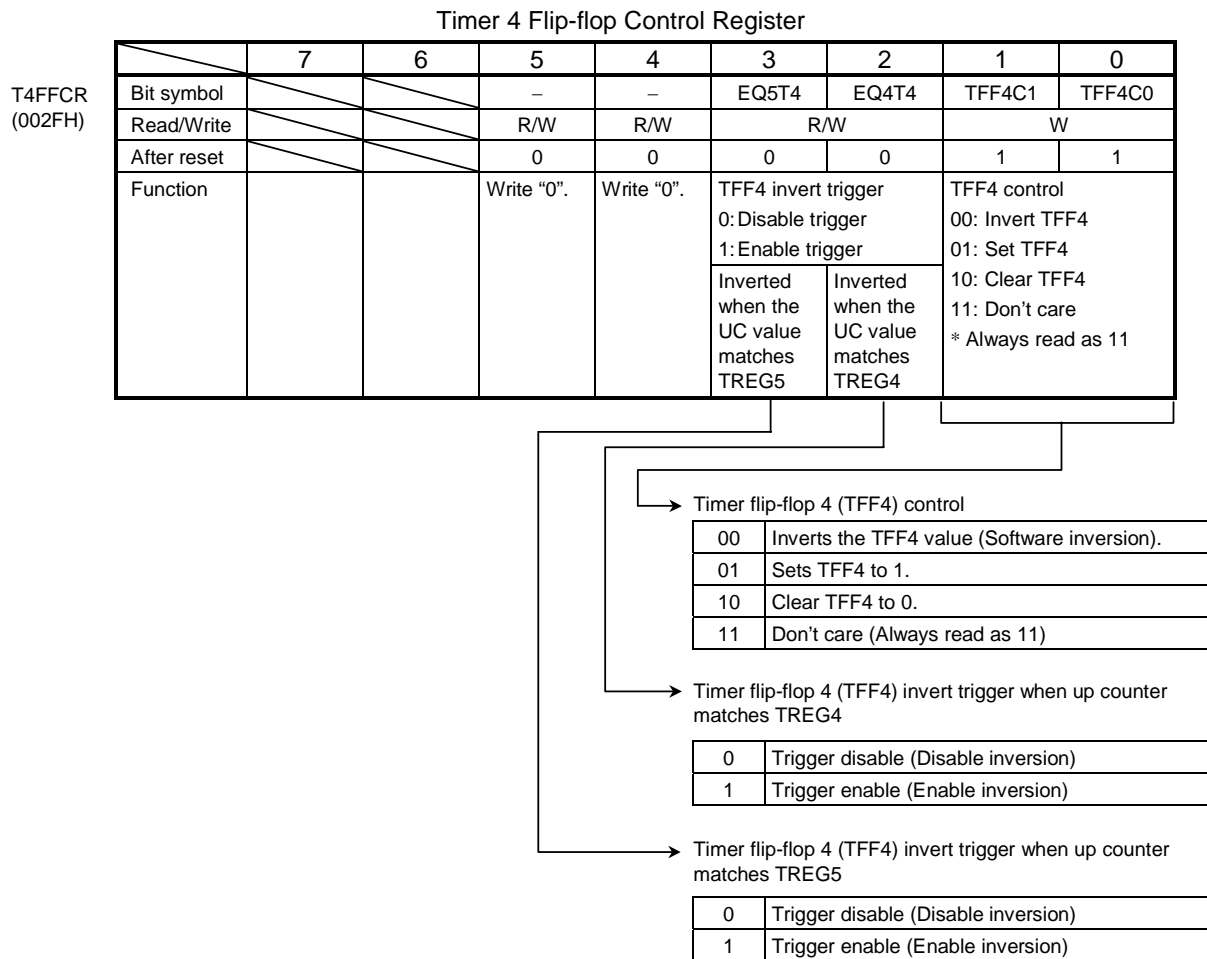 Timer 4 Flip-flop Control Register
7 6 5 4 3 2 1 0
T4FFCR
(002FH)
Bit symbol – – EQ5T4 EQ4T4 TFF4C1 TFF4C0
Read/Write R/W R/W R/W W
After reset 0 0 0 0 1 1
Function Write “0”. Write “0”. TFF4 invert trigger TFF4 control
0: Disable trigger 00: Invert TFF4
1: Enable trigger 01: Set TFF4
Inverted Inverted 10: Clear TFF4
when the when the 11: Don’t care
UC value UC value * Always read as 11
matches matches
TREG5 TREG4
Timer flip-flop 4 (TFF4) control
00 Inverts the TFF4 value (Software inversion).
01 Sets TFF4 to 1.
10 Clear TFF4 to 0.
11 Don’t care (Always read as 11)
Timer flip-flop 4 (TFF4) invert trigger when up counter
matches TREG4
0 Trigger disable (Disable inversion)
1 Trigger enable (Enable inversion)
Timer flip-flop 4 (TFF4) invert trigger when up counter
matches TREG5
0 Trigger disable (Disable inversion)
1 Trigger enable (Enable inversion)